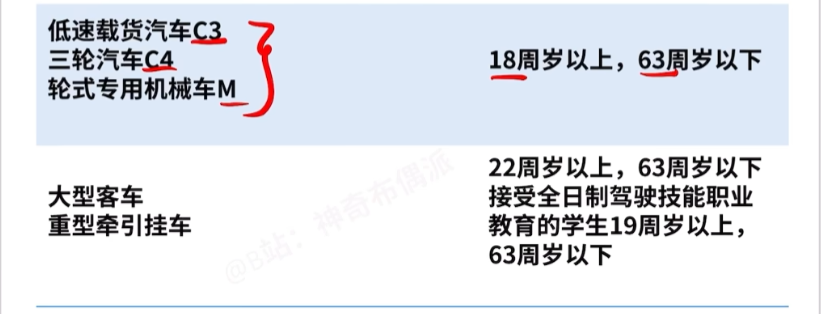 低速载货汽车C3
三轮汽车C4
轮式专用机械车M
18周岁以上，63周岁以下
大型客车
重型牵引挂车
22周岁以上，63周岁以下
接受全日制驾驶技能职业
教育的学生19周岁以上，
63周岁以下
@B站：神奇布偶派